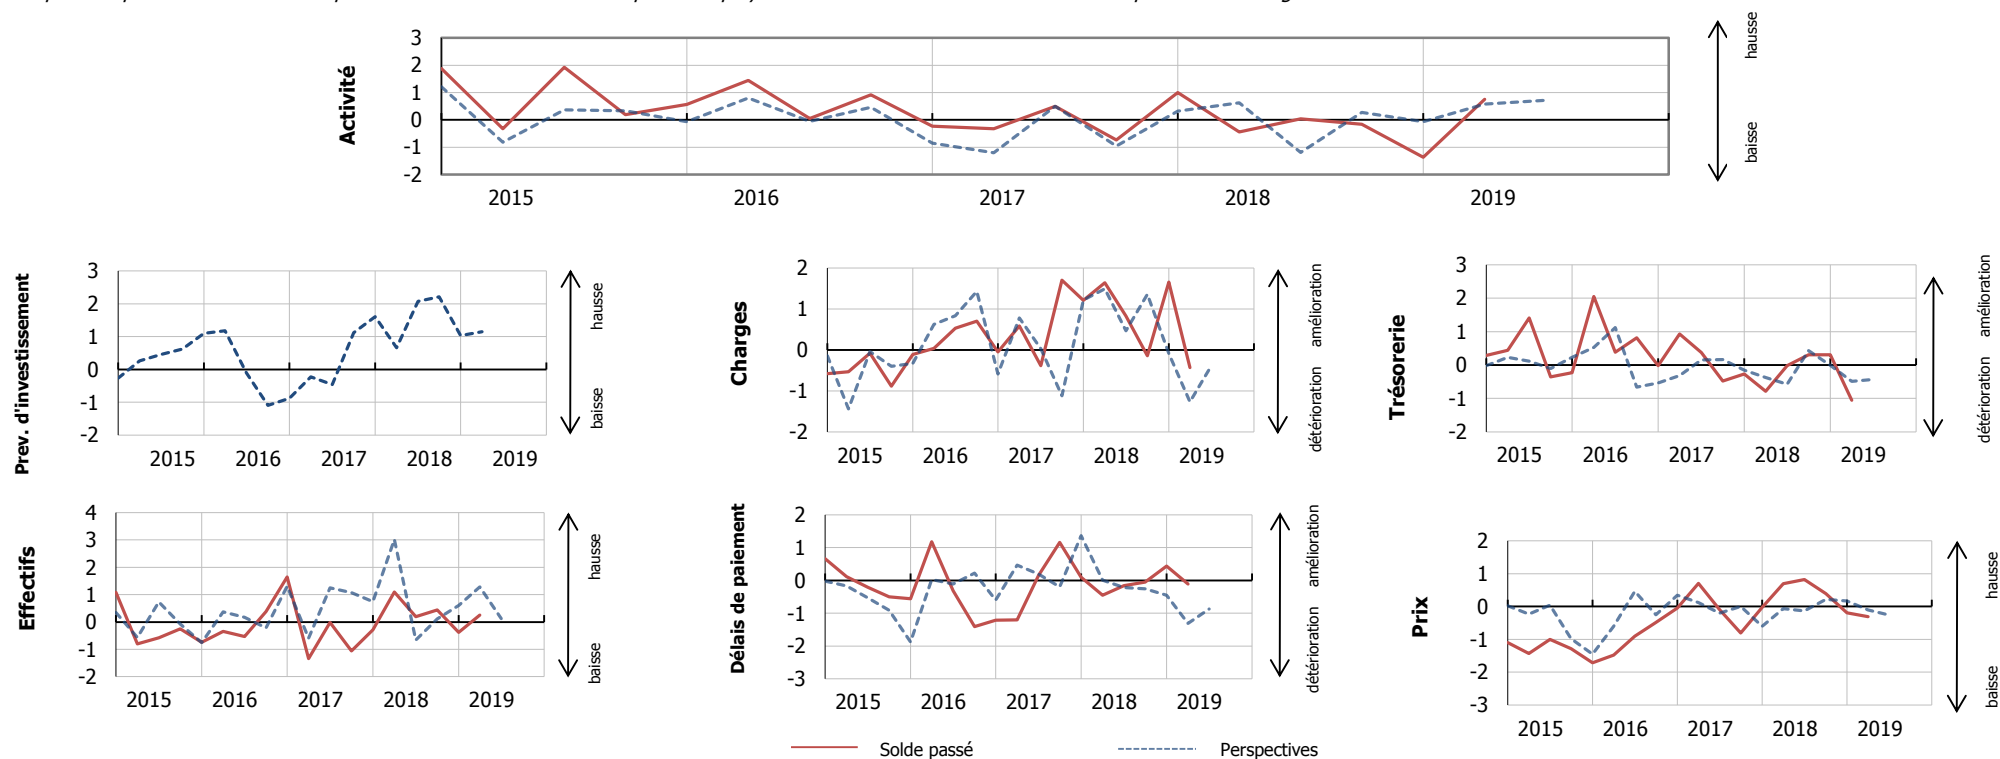 Activité
3
2
1
0
-1
-2
2015 2016 2017 2018 2019
hausse
baisse
Prev. d'investissement
3
2
1
0
-1
-2
2015 2016 2017 2018 2019
hausse
baisse
Charges
2
1
0
-1
-2
2015 2016 2017 2018 2019
amélioration
détérioration
Trésorerie
3
2
1
0
-1
-2
2015 2016 2017 2018 2019
amélioration
détérioration
Effectifs
4
3
2
1
0
-1
-2
2015 2016 2017 2018 2019
hausse
baisse
Délais de paiement
2
1
0
-1
-2
-3
2015 2016 2017 2018 2019
amélioration
détérioration
Prix
2
1
0
-1
-2
-3
2015 2016 2017 2018 2019
hausse
baisse
Solde passé
Perspectives